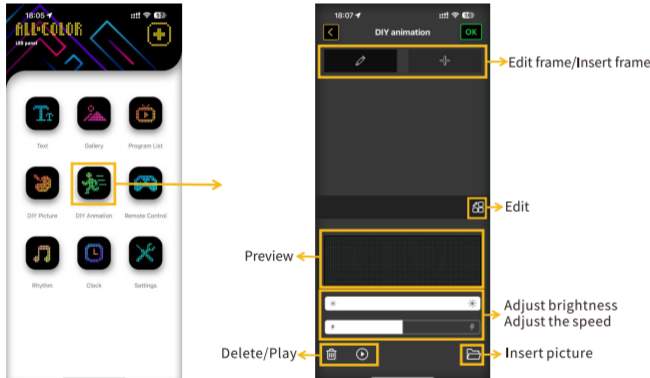 18:05
ALL-COLOR
LED panel
Text
Gallery
Program List
DIY Picture
DIY Anmation
Remote Control
Rhythm
Clock
Settings
18:07
DIY animation
OK
Edit frame/Insert frame
Edit
Preview
Adjust brightness
Adjust the speed
Delete/Play
Insert picture